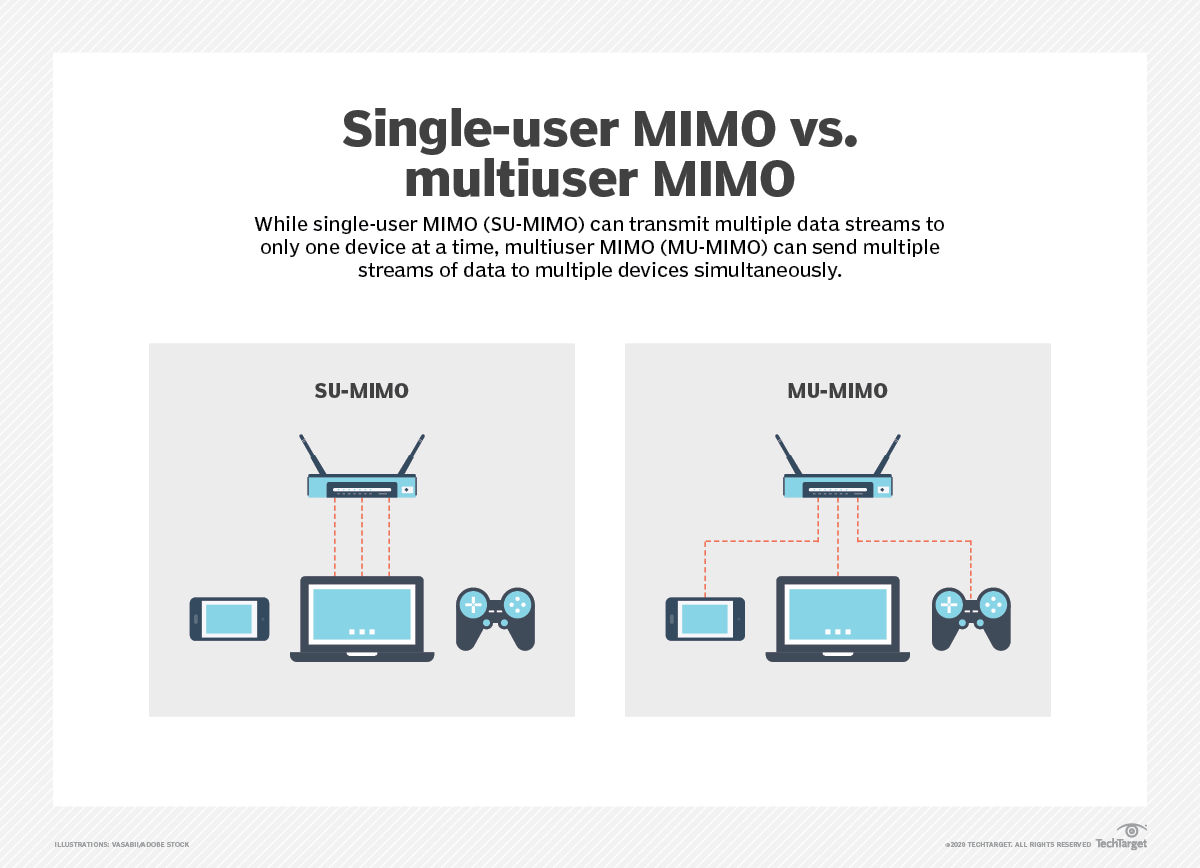 Single-user MIMO vs.
multiuser MIMO
While single-user MIMO (SU-MIMO) can transmit multiple data streams to
only one device at a time, multiuser MIMO (MU-MIMO) can send multiple
streams of data to multiple devices simultaneously.
SU-MIMO
MU-MIMO
ILLUSTRATIONS: VASABII/ADOBE STOCK
©2020 TECHTARGET. ALL RIGHTS RESERVED
TechTarget